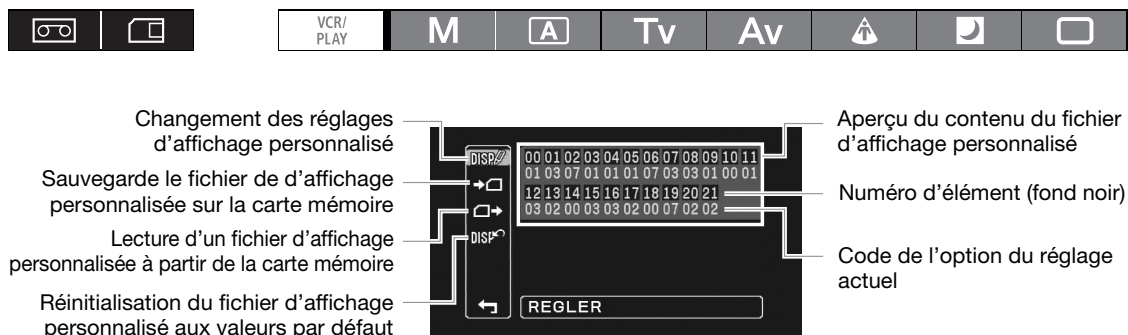 VCR/
PLAY
M
A
Tv
Av
Changement des réglages
d'affichage personnalisé
Sauvegarde le fichier de d'affichage
personnalisée sur la carte mémoire
Lecture d'un fichier d'affichage
personnalisée à partir de la carte mémoire
Réinitialisation du fichier d'affichage
personnalisé aux valeurs par défaut
DISP.
DISP.
00 01 02 03 04 05 06 07 08 09 10 11
01 03 07 01 01 01 07 03 03 01 00 01
12 13 14 15 16 17 18 19 20 21
03 02 00 03 03 02 00 07 02 02
REGLER
Aperçu du contenu du fichier
d'affichage personnalisé
Numéro d'élément (fond noir)
Code de l'option du réglage
actuel